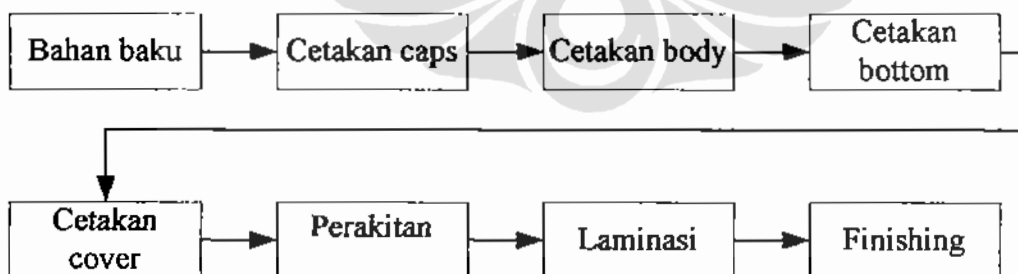 Bahan baku
Cetakan caps
Cetakan body
Cetakan
bottom
Cetakan
cover
Perakitan
Laminasi
Finishing